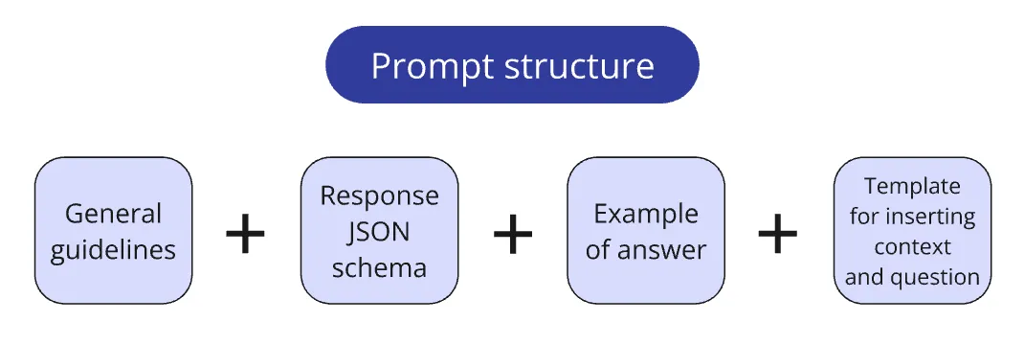 Prompt structure
General
guidelines
+
Response
JSON
schema
+
Example
of answer
+
Template
for inserting
context
and question